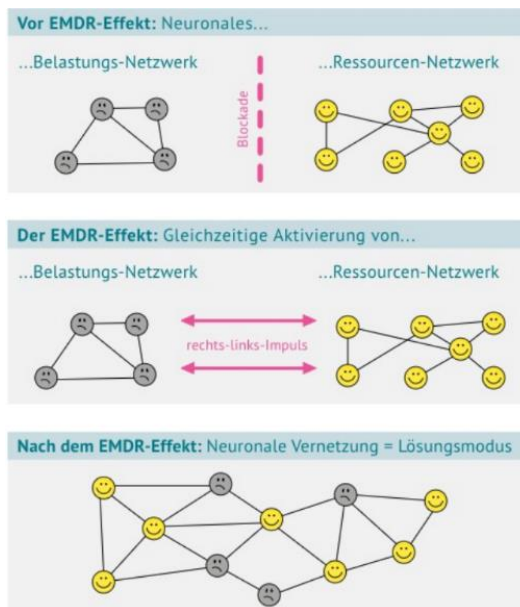 Vor EMDR-Effekt: Neuronales...
...Belastungs-Netzwerk
...Ressourcen-Netzwerk
Blockade
Der EMDR-Effekt: Gleichzeitige Aktivierung von...
...Belastungs-Netzwerk
...Ressourcen-Netzwerk
rechts-links-Impuls
Nach dem EMDR-Effekt: Neuronale Vernetzung = Lösungsmodus